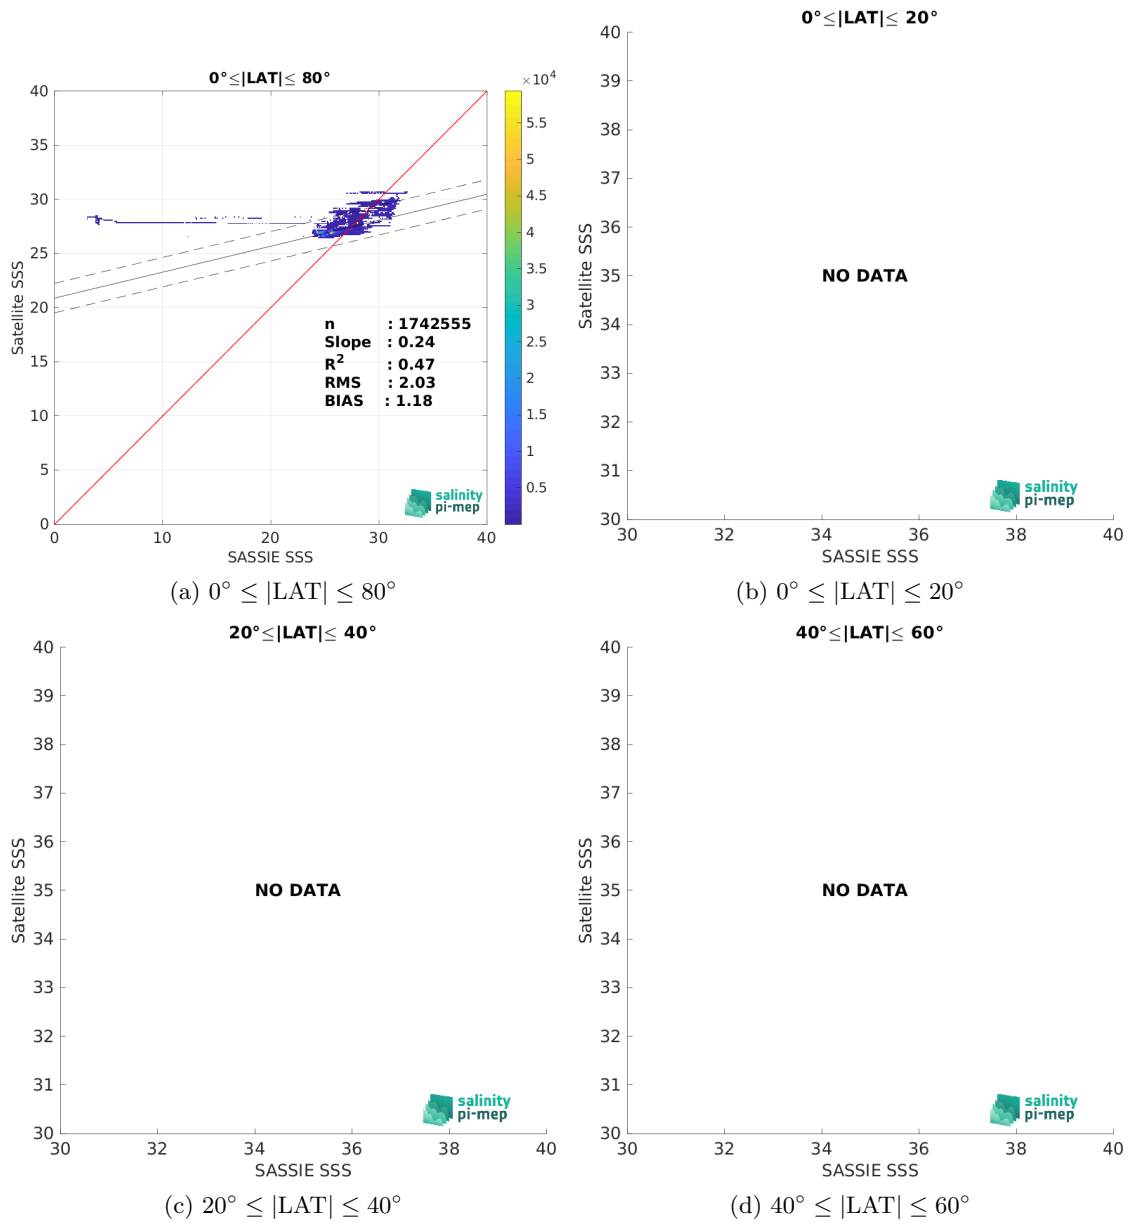 0°≤|LAT|≤ 80°
×10⁴
40
35
30
25
20
15
10
5
0
0 10 20 30 40
5.5
5
4.5
4
3.5
3
2.5
2
1.5
1
0.5
Satellite SSS
SASSIE SSS
n : 1742555
Slope : 0.24
R² : 0.47
RMS : 2.03
BIAS : 1.18
salinity
pi-mep
(a) 0° ≤ |LAT| ≤ 80°
0°≤|LAT|≤ 20°
40
39
38
37
36
35
34
33
32
31
30
30 32 34 36 38 40
Satellite SSS
SASSIE SSS
NO DATA
salinity
pi-mep
(b) 0° ≤ |LAT| ≤ 20°
20°≤|LAT|≤ 40°
40
39
38
37
36
35
34
33
32
31
30
30 32 34 36 38 40
Satellite SSS
SASSIE SSS
NO DATA
salinity
pi-mep
(c) 20° ≤ |LAT| ≤ 40°
40°≤|LAT|≤ 60°
40
39
38
37
36
35
34
33
32
31
30
30 32 34 36 38 40
Satellite SSS
SASSIE SSS
NO DATA
salinity
pi-mep
(d) 40° ≤ |LAT| ≤ 60°